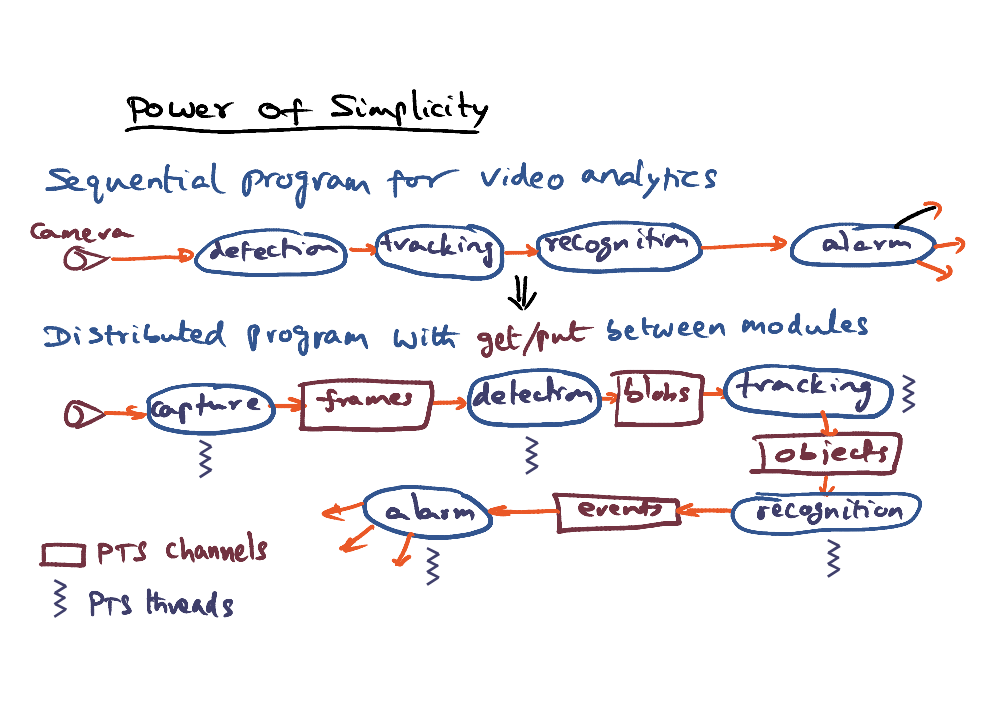 Power of Simplicity
Sequential program for video analytics
Camera
detection
tracking
recognition
alarm
Distributed program with get/put between modules
capture
frames
detection
blobs
tracking
objects
recognition
events
alarm
PTS channels
PTS threads